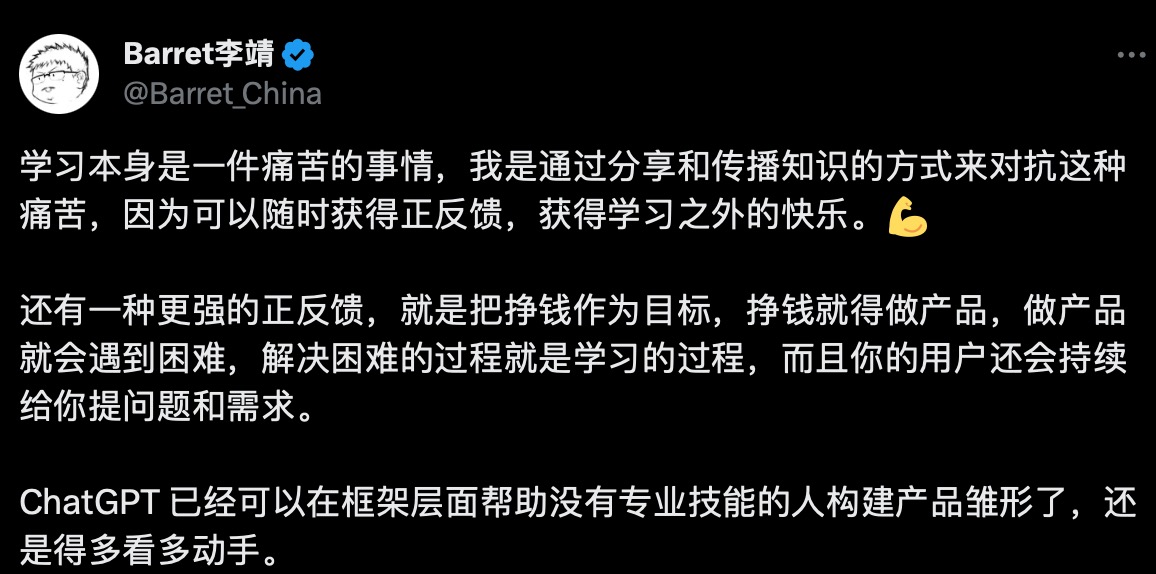 Barret李靖
@Barret_China
学习本身是一件痛苦的事情，我是通过分享和传播知识的方式来对抗这种
痛苦，因为可以随时获得正反馈，获得学习之外的快乐。💪
还有一种更强的正反馈，就是把挣钱作为目标，挣钱就得做产品，做产品
就会遇到困难，解决困难的过程就是学习的过程，而且你的用户还会持续
给你提问题和需求。
ChatGPT 已经可以在框架层面帮助没有专业技能的人构建产品雏形了，还
是得多看多动手。